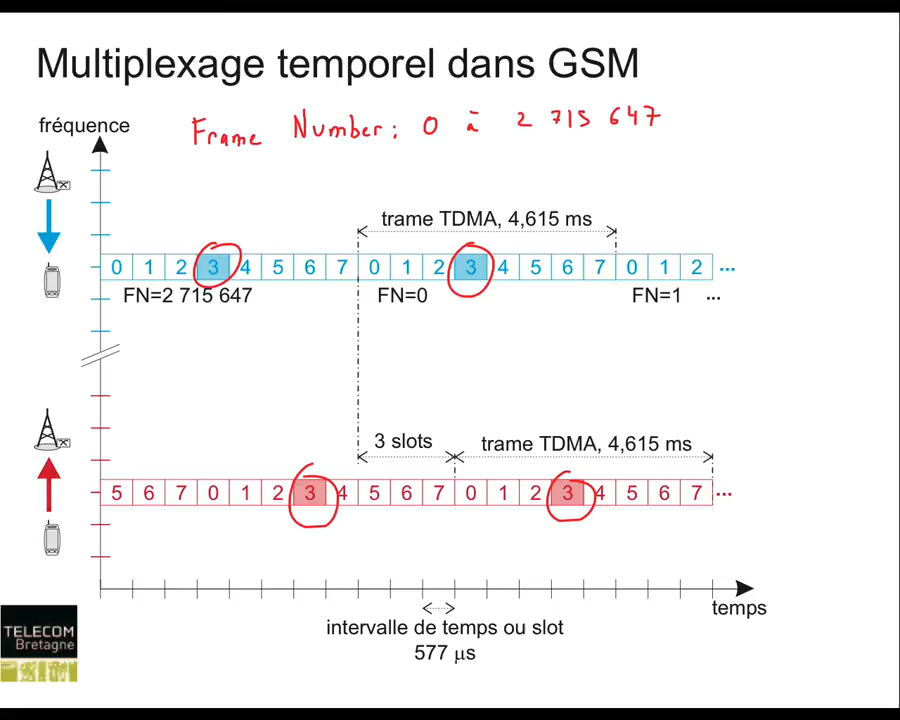 Multiplexage temporel dans GSM
Frame Number: 0 à 2 715 647
fréquence
trame TDMA, 4,615 ms
0 1 2 3 4 5 6 7 0 1 2 3 4 5 6 7 0 1 2 ...
FN=2 715 647 FN=0 FN=1 ...
3 slots trame TDMA, 4,615 ms
5 6 7 0 1 2 3 4 5 6 7 0 1 2 3 4 5 6 7 ...
temps
intervalle de temps ou slot
577 μs
TELECOM
Bretagne